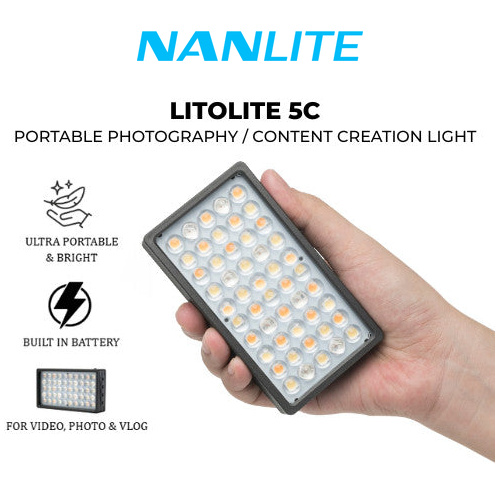 NANLITE
LITOLITE 5C
PORTABLE PHOTOGRAPHY / CONTENT CREATION LIGHT
ULTRA PORTABLE
& BRIGHT
BUILT IN BATTERY
FOR VIDEO, PHOTO & VLOG